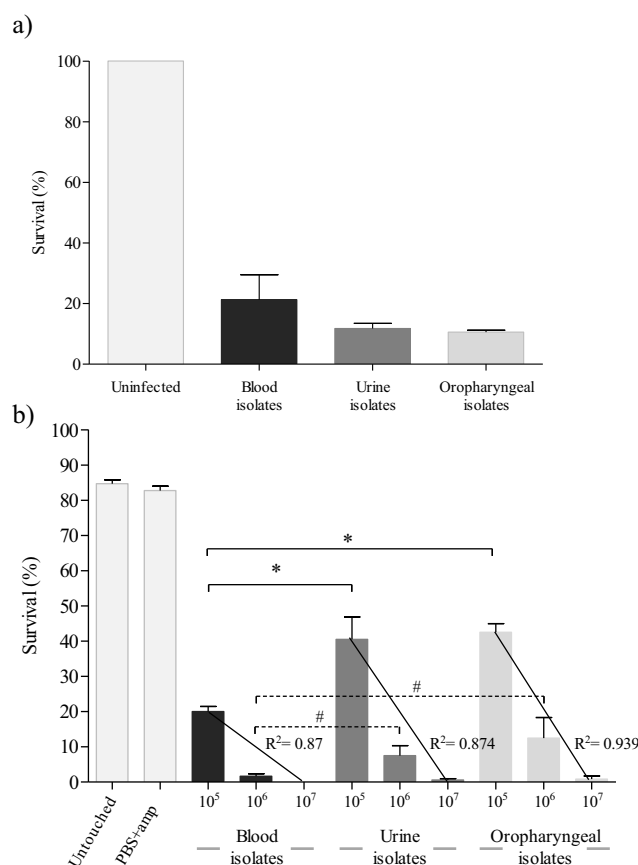 a)
Survival (%)
100
80
60
40
20
0
Uninfected
Blood
isolates
Urine
isolates
Oropharyngeal
isolates
b)
Survival (%)
100
90
80
70
60
50
40
30
20
10
0
*
*
#
#
R²= 0.87
R²= 0.874
R²= 0.939
Untouched
PBS+amp
10⁵ 10⁶ 10⁷ 10⁵ 10⁶ 10⁷ 10⁵ 10⁶ 10⁷
Blood
isolates
Urine
isolates
Oropharyngeal
isolates